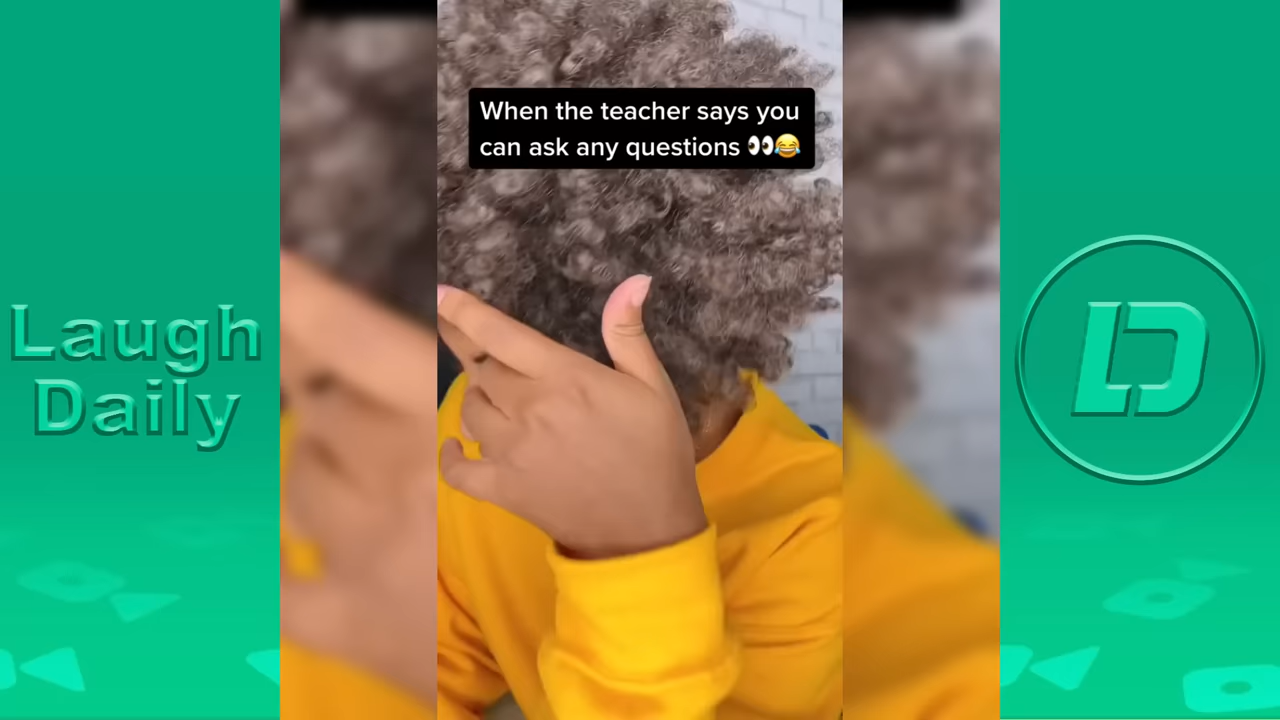 Laugh
Daily
When the teacher says you
can ask any questions 👀😂
LD